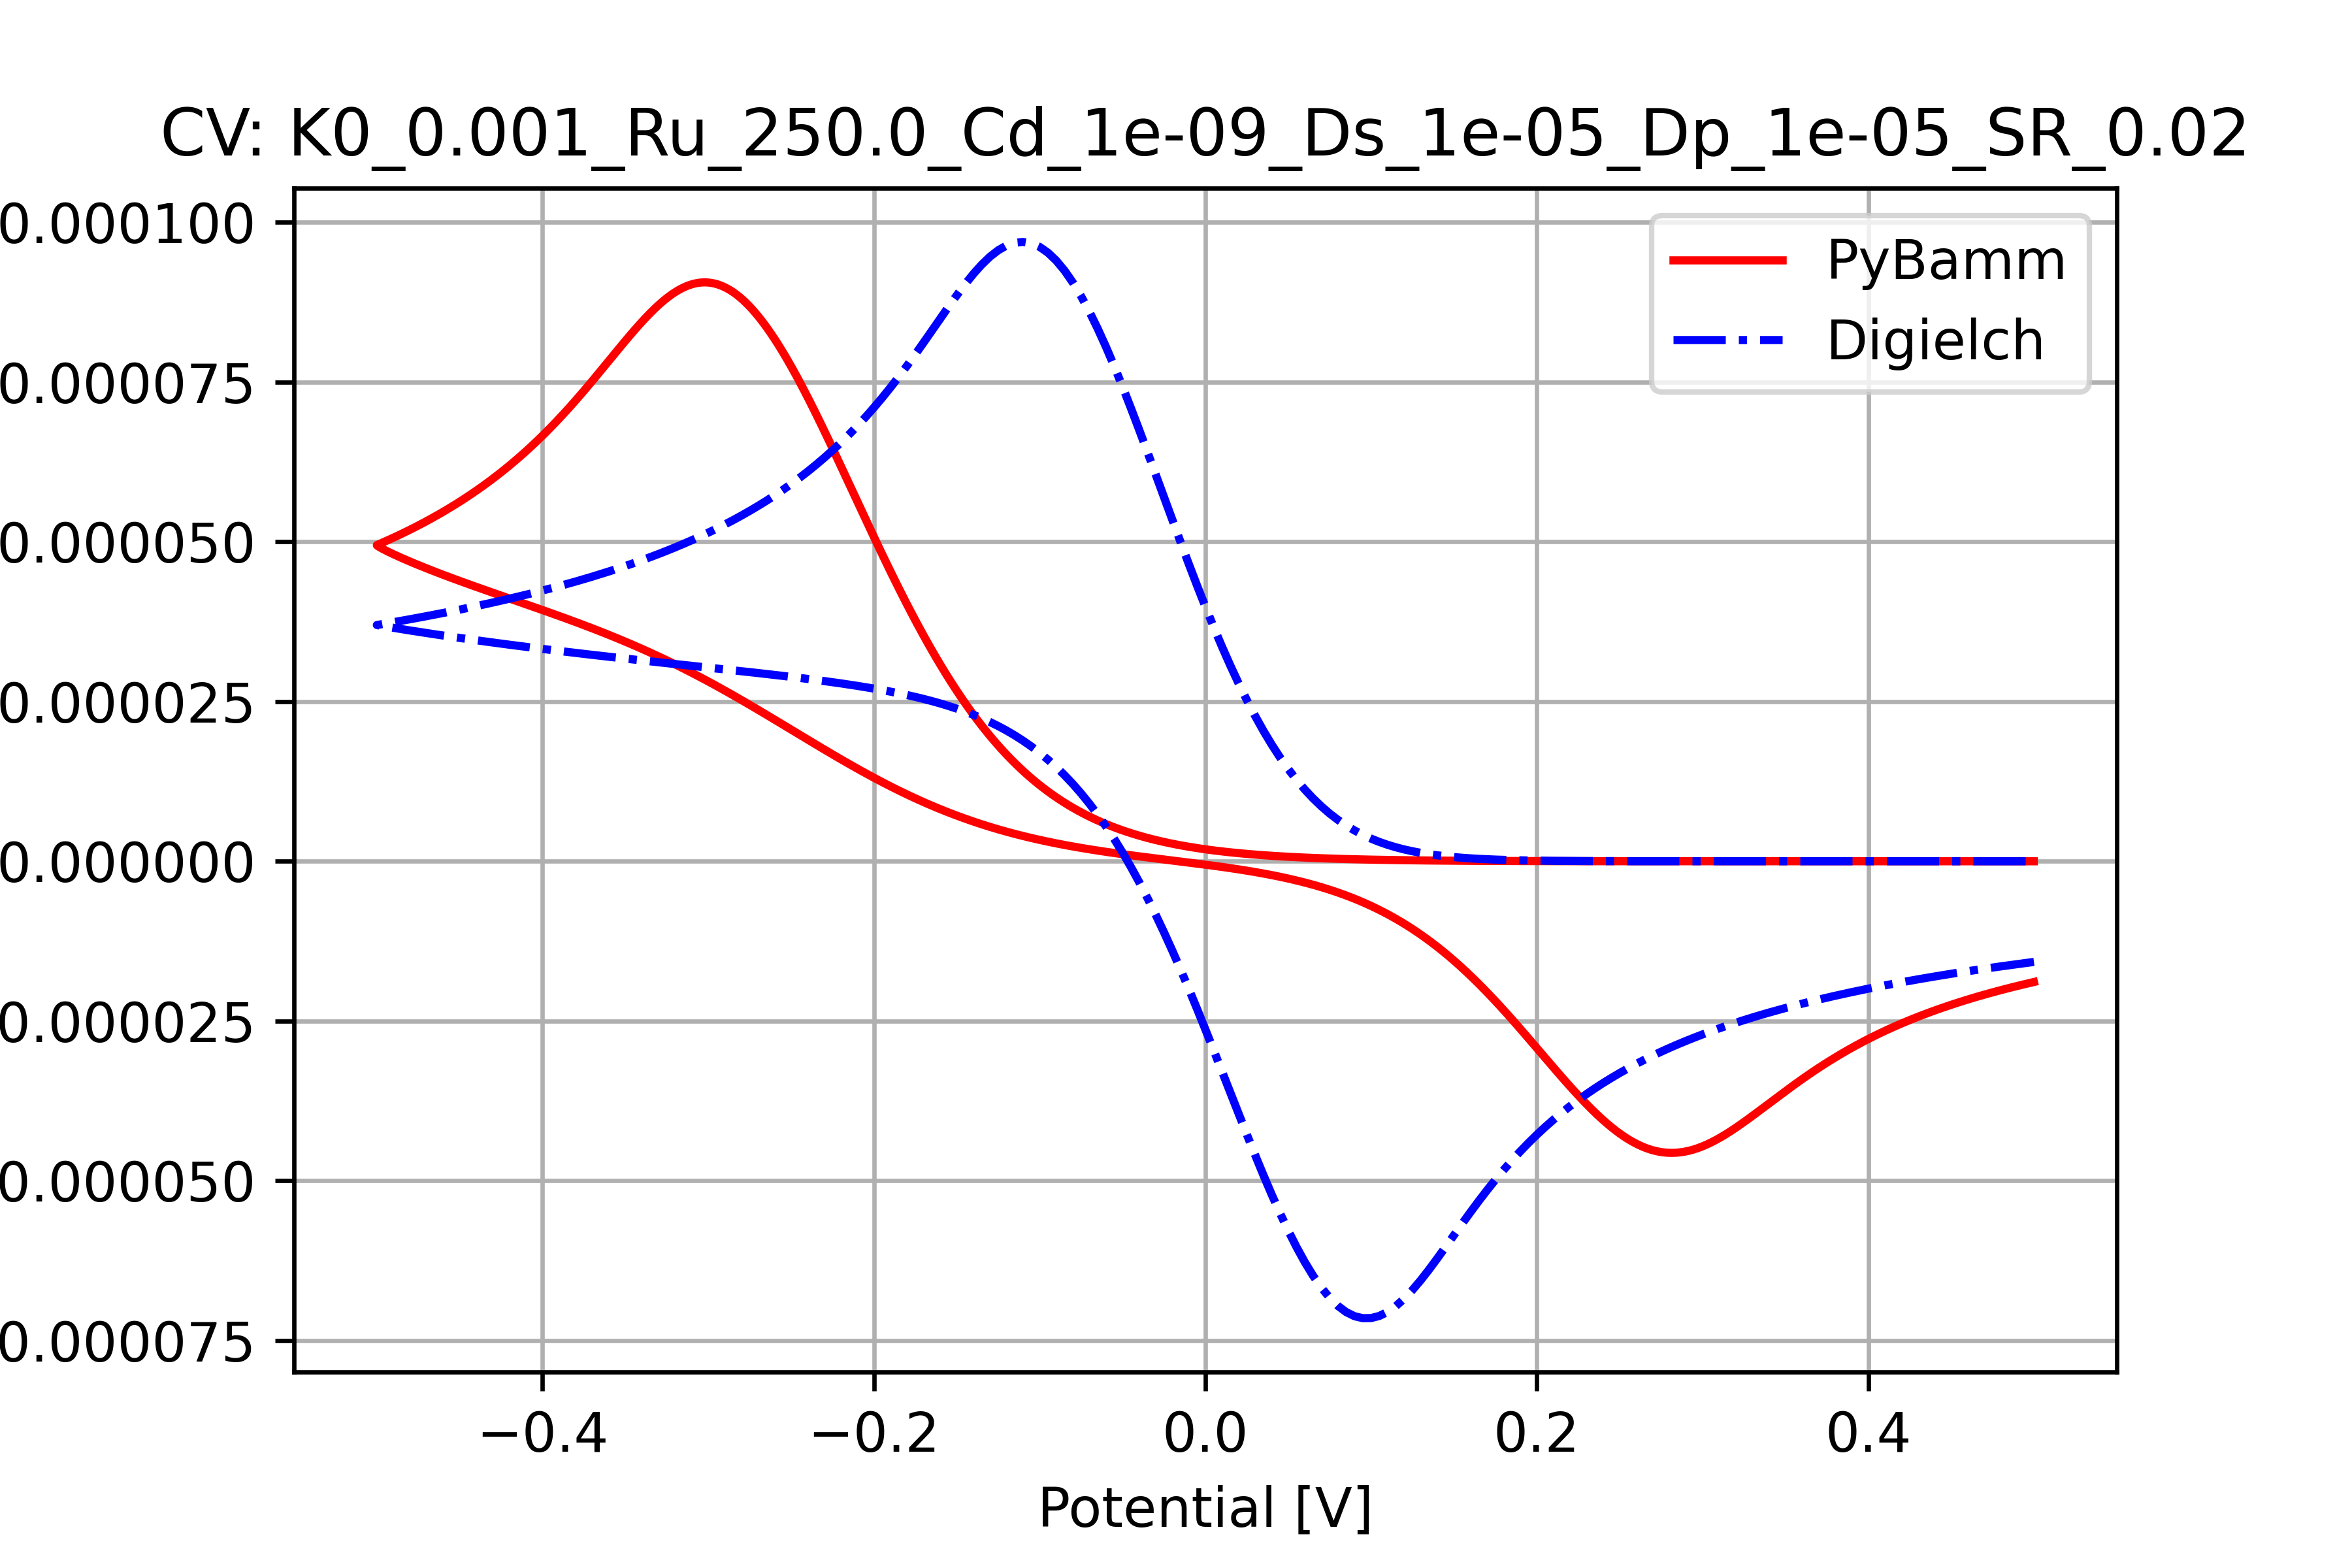 CV: K0_0.001_Ru_250.0_Cd_1e-09_Ds_1e-05_Dp_1e-05_SR_0.02
0.000100
0.000075
0.000050
0.000025
0.000000
0.000025
0.000050
0.000075
PyBamm
Digielch
−0.4 −0.2 0.0 0.2 0.4
Potential [V]